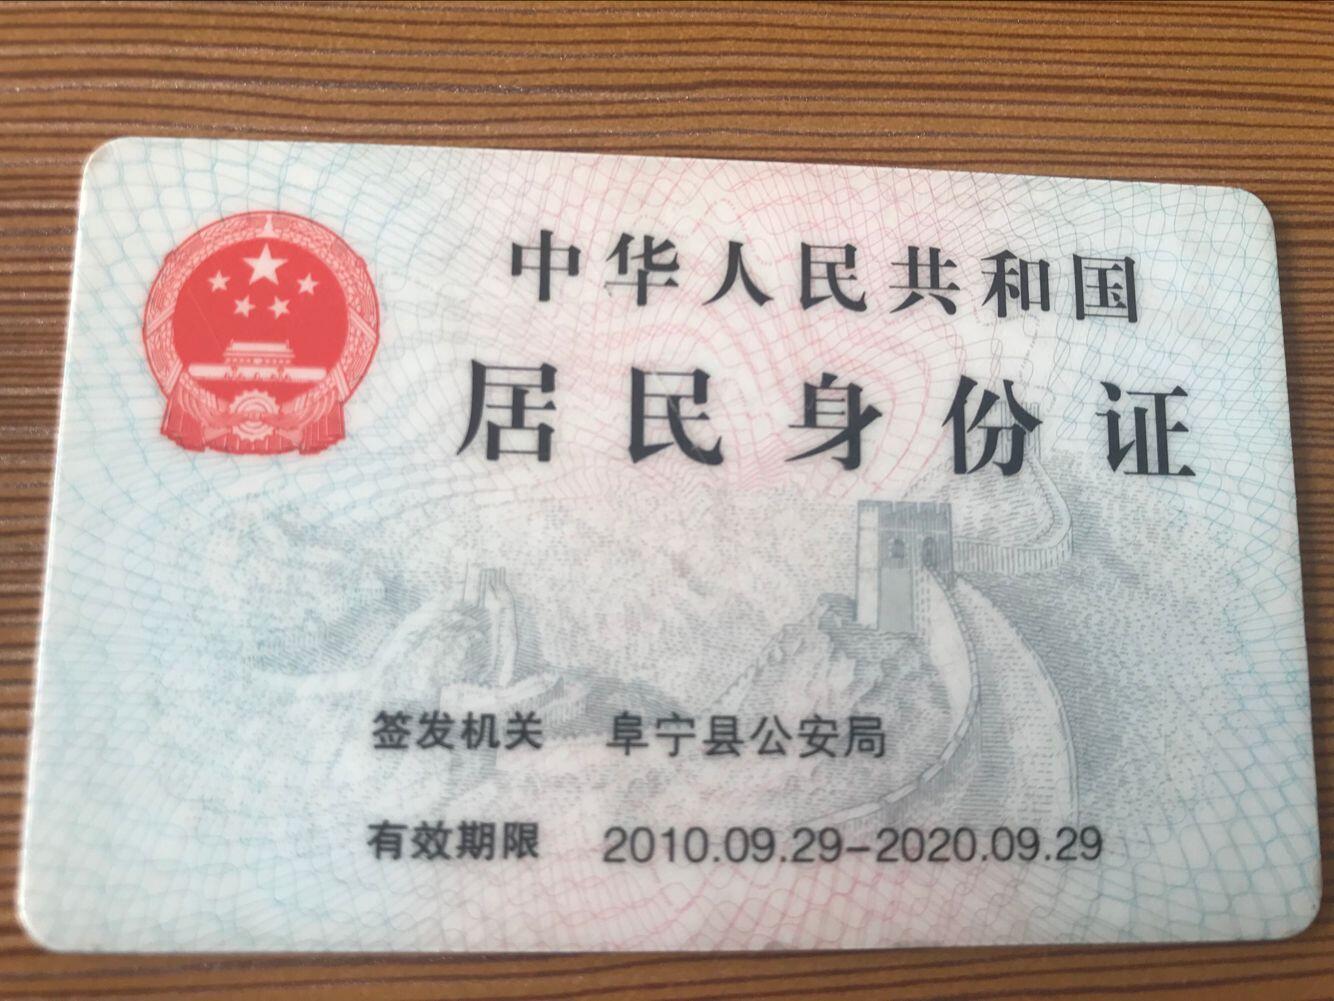 中华人民共和国
居民身份证
签发机关 阜宁县公安局
有效期限 2010.09.29-2020.09.29